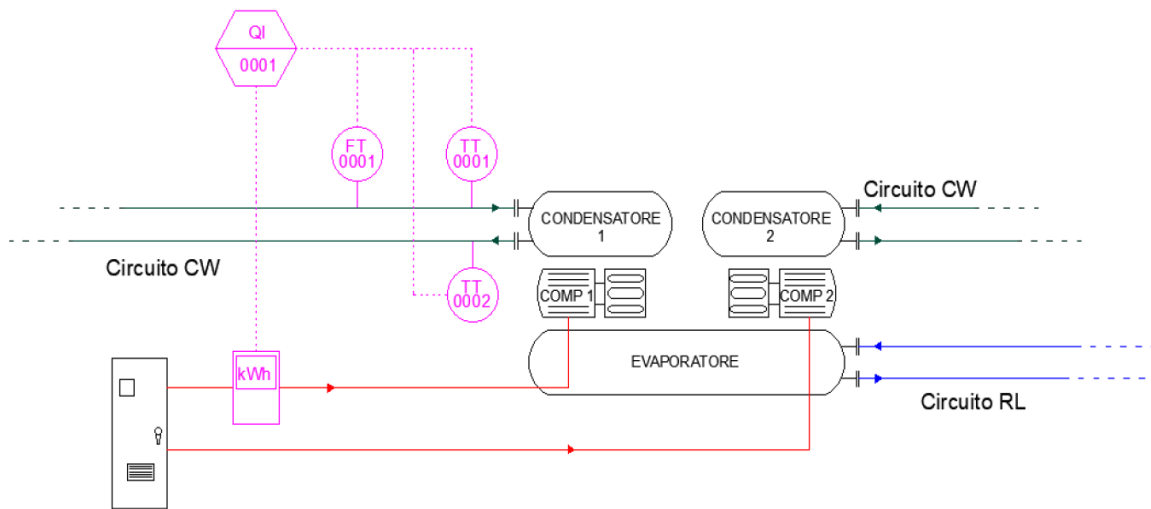 QI
0001
FT
0001
TT
0001
Circuito CW
CONDENSATORE
1
CONDENSATORE
2
Circuito CW
TT
0002
COMP 1
COMP 2
EVAPORATORE
kWh
Circuito RL